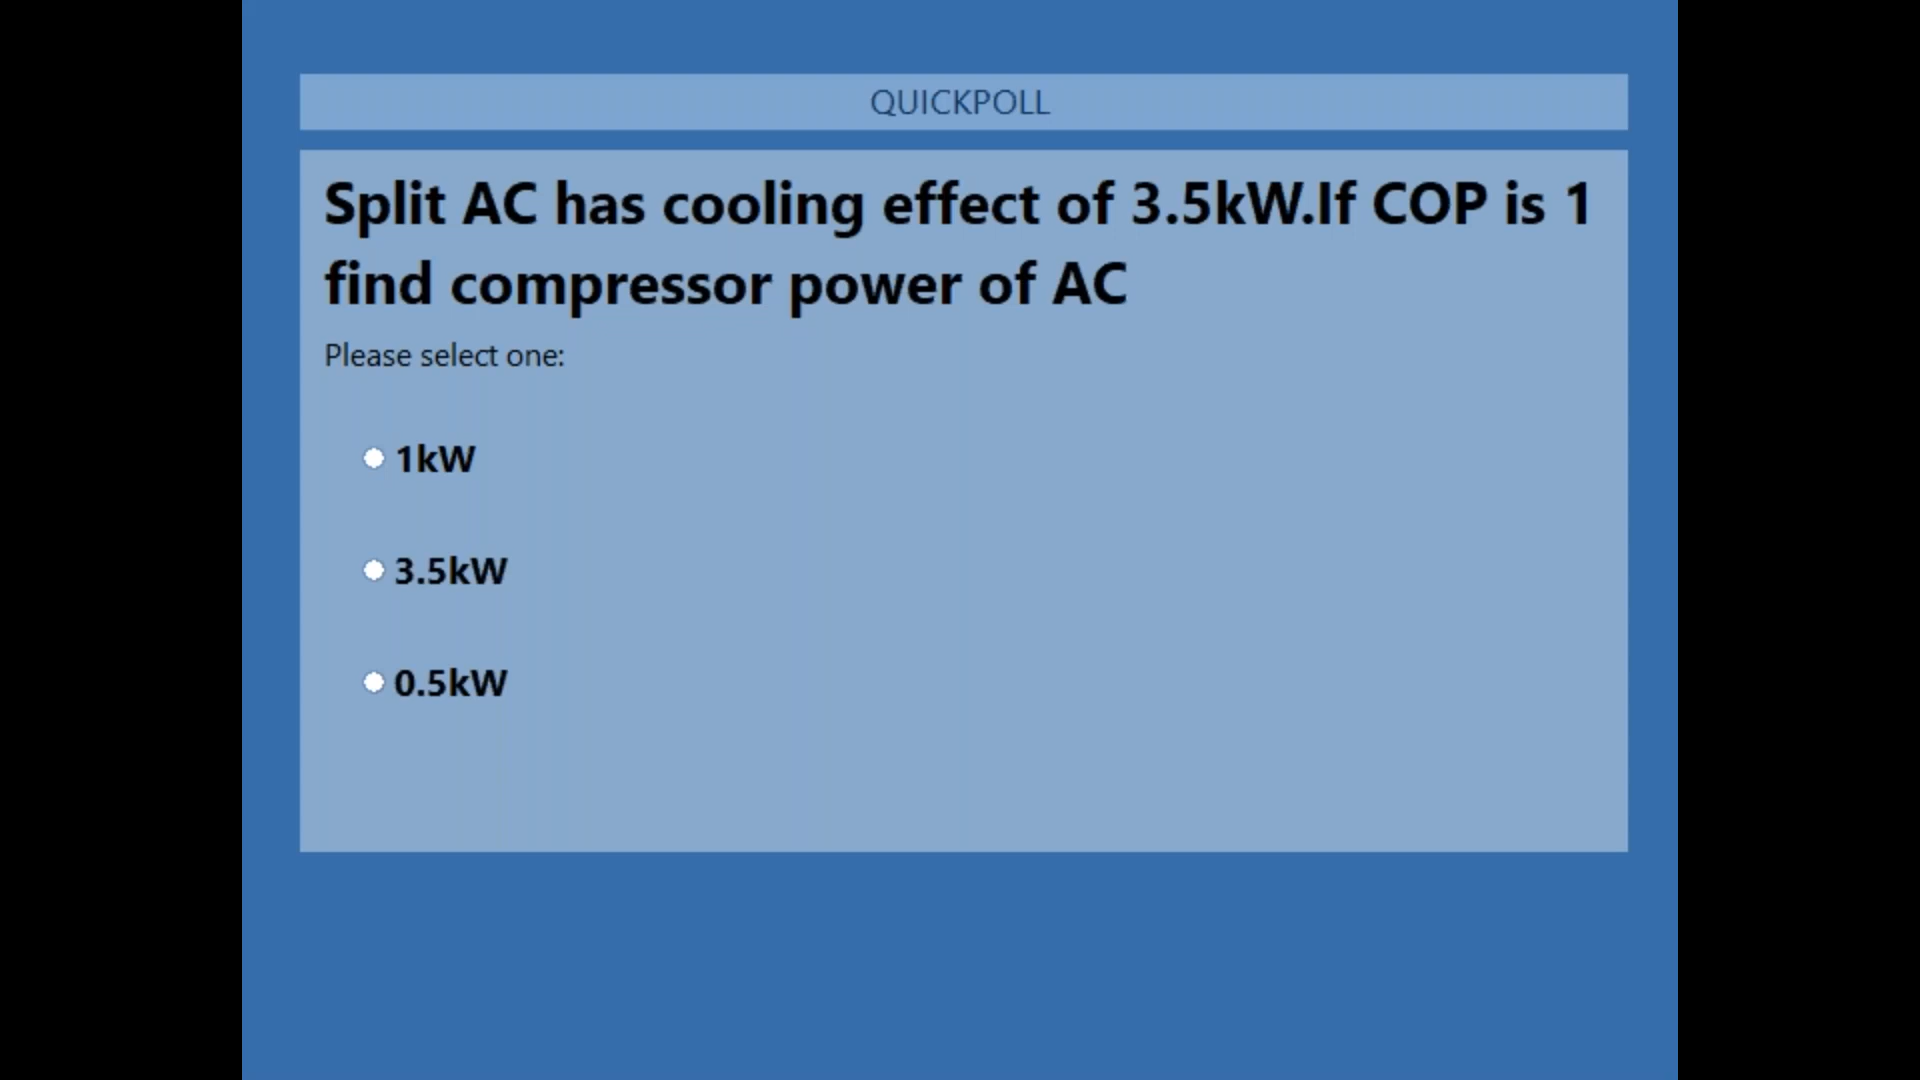 QUICKPOLL
Split AC has cooling effect of 3.5kW.If COP is 1
find compressor power of AC
Please select one:
1kW
3.5kW
0.5kW